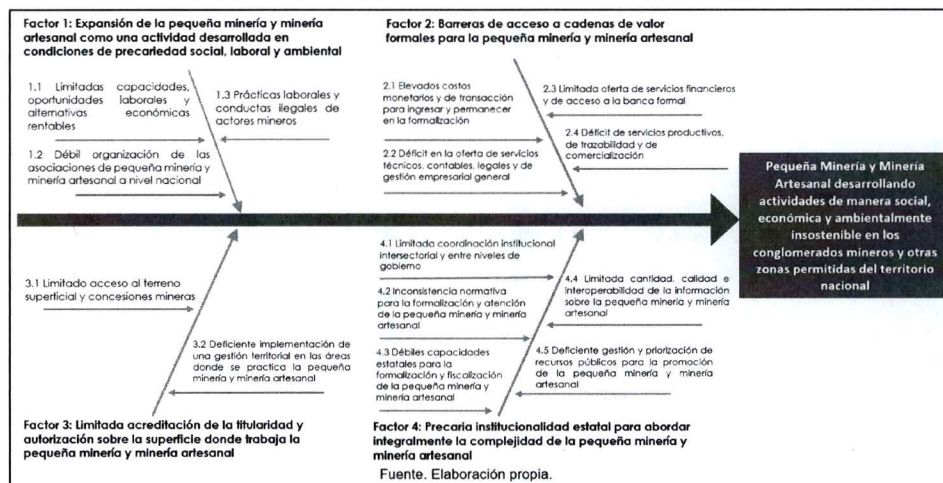 Factor 1: Expansión de la pequeña minería y minería
artesanal como una actividad desarrollada en
condiciones de precariedad social, laboral y ambiental
1.1 Limitadas capacidades,
oportunidades laborales y
alternativas económicas
rentables
1.2 Débil organización de las
asociaciones de pequeña minería y
minería artesanal a nivel nacional
1.3 Prácticas laborales y
conductas ilegales de
actores mineros
Factor 2: Barreras de acceso a cadenas de valor
formales para la pequeña minería y minería artesanal
2.1 Elevados costos
monetarios y de transacción
para ingresar y permanecer
en la formalización
2.2 Déficit en la oferta de servicios
técnicos, contables, legales y de
gestión empresarial general
2.3 Limitada oferta de servicios financieros
y de acceso a la banca formal
2.4 Déficit de servicios productivos,
de trazabilidad y de
comercialización
Pequeña Minería y Minería
Artesanal desarrollando
actividades de manera social,
económica y ambientalmente
insostenible en los
conglomerados mineros y otras
zonas permitidas del territorio
nacional
3.1 Limitado acceso al terreno
superficial y concesiones mineras
3.2 Deficiente implementación de
una gestión territorial en las áreas
donde se practica la pequeña
minería y minería artesanal
Factor 3: Limitada acreditación de la titularidad y
autorización sobre la superficie donde trabaja la
pequeña minería y minería artesanal
4.1 Limitada coordinación institucional
intersectorial y entre niveles de
gobierno
4.2 Inconsistencia normativa
para la formalización y atención
de la pequeña minería y minería
artesanal
4.3 Débiles capacidades
estatales para la
formalización y fiscalización
de la pequeña minería y
minería artesanal
4.4 Limitada cantidad, calidad e
interoperabilidad de la información
sobre la pequeña minería y minería
artesanal
4.5 Deficiente gestión y priorización de
recursos públicos para la promoción
de la pequeña minería y minería
artesanal
Factor 4: Precaria institucionalidad estatal para abordar
integralmente la complejidad de la pequeña minería y
minería artesanal
Fuente. Elaboración propia.